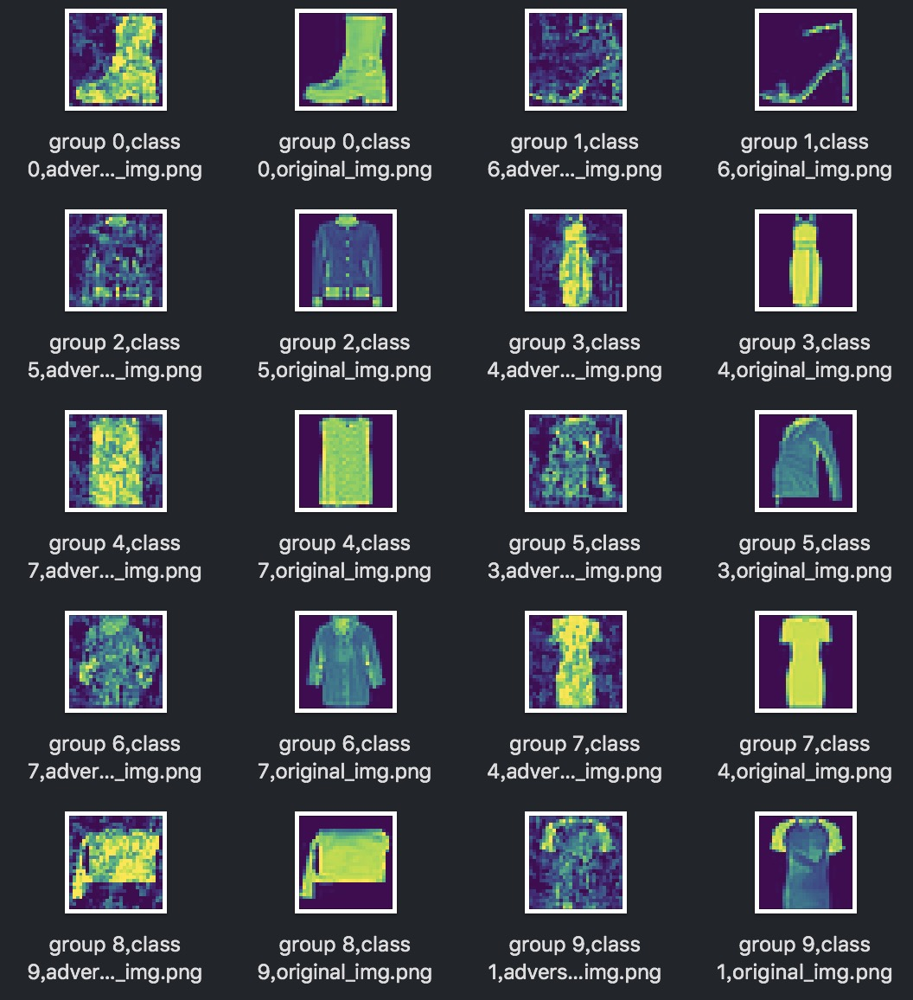 group 0,class
0,adver..._img.png
group 0,class
0,original_img.png
group 1,class
6,adver..._img.png
group 1,class
6,original_img.png
group 2,class
5,adver..._img.png
group 2,class
5,original_img.png
group 3,class
4,adver..._img.png
group 3,class
4,original_img.png
group 4,class
7,adver..._img.png
group 4,class
7,original_img.png
group 5,class
3,adver..._img.png
group 5,class
3,original_img.png
group 6,class
7,adver..._img.png
group 6,class
7,original_img.png
group 7,class
4,adver..._img.png
group 7,class
4,original_img.png
group 8,class
9,adver..._img.png
group 8,class
9,original_img.png
group 9,class
1,advers...img.png
group 9,class
1,original_img.png